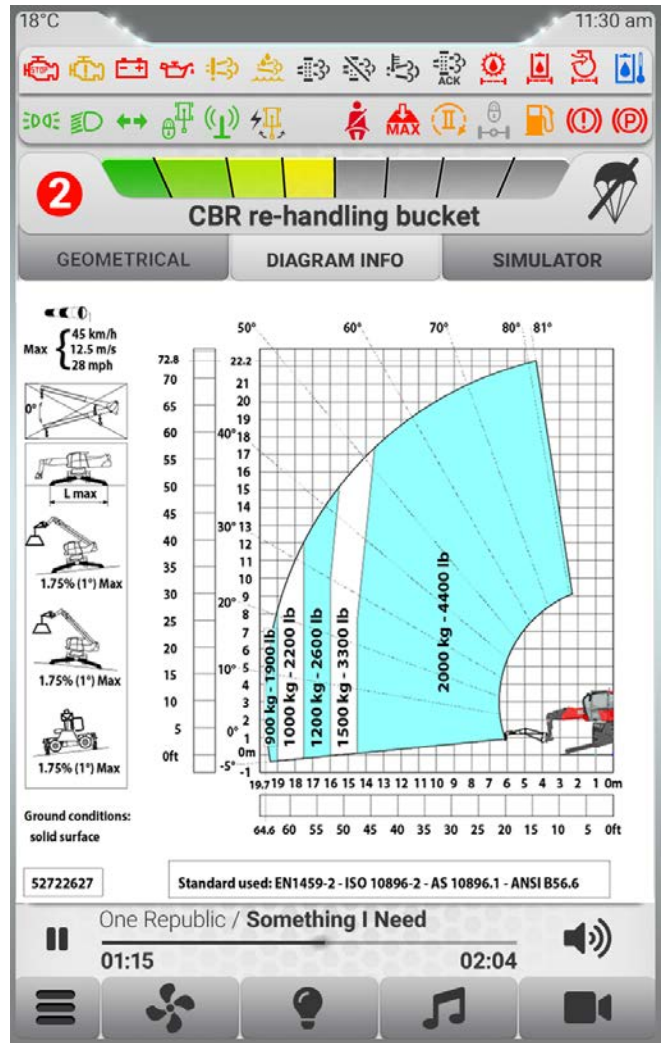 18°C 11:30 am
STOP
ACK
MAX
II
(P)
2
CBR re-handling bucket
GEOMETRICAL DIAGRAM INFO SIMULATOR
Max 45 km/h
12.5 m/s
28 mph
0°
L max
1.75% (1°) Max
1.75% (1°) Max
1.75% (1°) Max
Ground conditions:
solid surface
52722627
72.8
70
65
60
55
50
45
40
35
30
25
20
15
10
5
0ft
22.2
21
20
19
18
17
16
15
14
13
12
11
10
9
8
7
6
5
4
3
2
1
0m
-1
50° 60° 70° 80° 81°
40°
30°
20°
10°
0°
-5°
900 kg - 1900 lb
1000 kg - 2200 lb
1200 kg - 2600 lb
1500 kg - 3300 lb
2000 kg - 4400 lb
19.7 19 18 17 16 15 14 13 12 11 10 9 8 7 6 5 4 3 2 1 0m
64.6 60 55 50 45 40 35 30 25 20 15 10 5 0ft
Standard used: EN1459-2 - ISO 10896-2 - AS 10896.1 - ANSI B56.6
One Republic / Something I Need
01:15 02:04